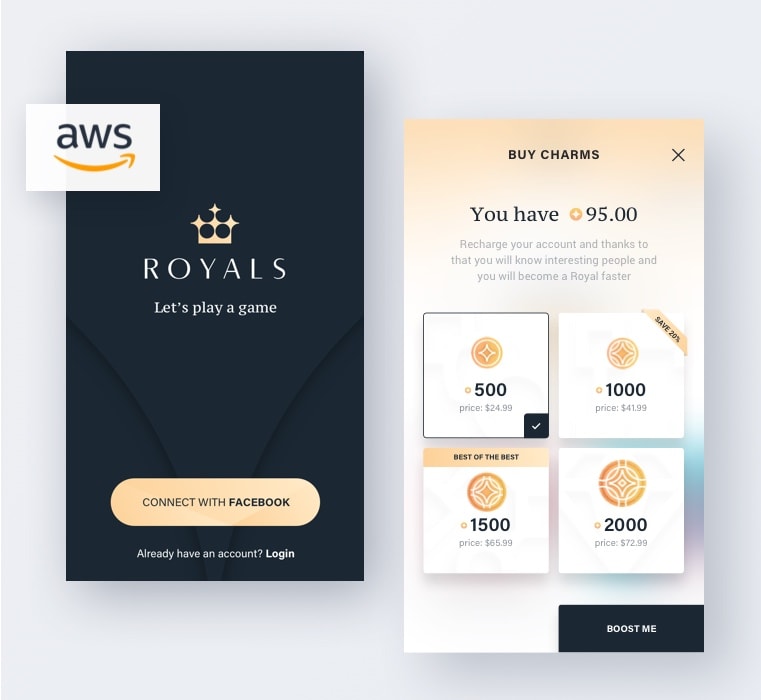 aws
ROYALS
Let's play a game
CONNECT WITH FACEBOOK
Already have an account? Login
BUY CHARMS
You have 95.00
Recharge your account and thanks to
that you will know interesting people and
you will become a Royal faster
500
price: $24.99
SAVE 20%
1000
price: $41.99
BEST OF THE BEST
1500
price: $65.99
2000
price: $72.99
BOOST ME